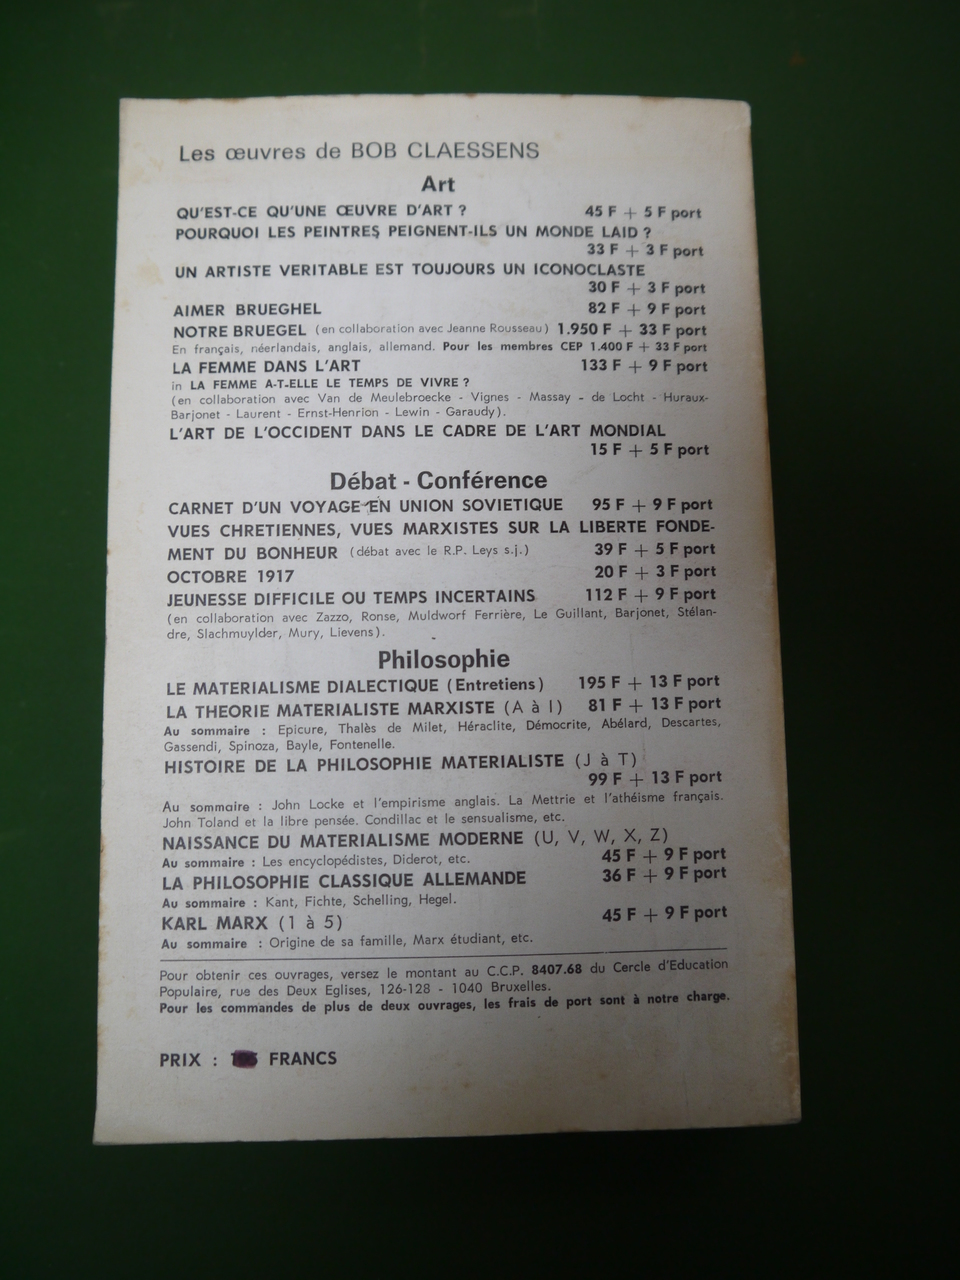 Les œuvres de BOB CLAESSENS
Art
QU'EST-CE QU'UNE ŒUVRE D'ART ? 45 F + 5 F port
POURQUOI LES PEINTRES PEIGNENT-ILS UN MONDE LAID ?
33 F + 3 F port
UN ARTISTE VERITABLE EST TOUJOURS UN ICONOCLASTE
30 F + 3 F port
AIMER BRUEGHEL 82 F + 9 F port
NOTRE BRUEGEL (en collaboration avec Jeanne Rousseau) 1.950 F + 33 F port
En français, néerlandais, anglais, allemand. Pour les membres CEP 1.400 F + 33 F port
LA FEMME DANS L'ART 133 F + 9 F port
in LA FEMME A-T-ELLE LE TEMPS DE VIVRE ?
(en collaboration avec Van de Meulebroecke - Vignes - Massay - de Locht - Huraux-
Barjonet - Laurent - Ernst-Henrion - Lewin - Garaudy).
L'ART DE L'OCCIDENT DANS LE CADRE DE L'ART MONDIAL
15 F + 5 F port
Débat - Conférence
CARNET D'UN VOYAGE EN UNION SOVIETIQUE 95 F + 9 F port
VUES CHRETIENNES, VUES MARXISTES SUR LA LIBERTE FONDE-
MENT DU BONHEUR (débat avec le R.P. Leys s.j.) 39 F + 5 F port
OCTOBRE 1917 20 F + 3 F port
JEUNESSE DIFFICILE OU TEMPS INCERTAINS 112 F + 9 F port
(en collaboration avec Zazzo, Ronse, Muldworf Ferrière, Le Guillant, Barjonet, Stélan-
dre, Slachmuylder, Mury, Lievens).
Philosophie
LE MATERIALISME DIALECTIQUE (Entretiens) 195 F + 13 F port
LA THEORIE MATERIALISTE MARXISTE (A à I) 81 F + 13 F port
Au sommaire : Epicure, Thalès de Milet, Héraclite, Démocrite, Abélard, Descartes,
Gassendi, Spinoza, Bayle, Fontenelle.
HISTOIRE DE LA PHILOSOPHIE MATERIALISTE (J à T)
99 F + 13 F port
Au sommaire : John Locke et l'empirisme anglais. La Mettrie et l'athéisme français.
John Toland et la libre pensée. Condillac et le sensualisme, etc.
NAISSANCE DU MATERIALISME MODERNE (U, V, W, X, Z)
Au sommaire : Les encyclopédistes, Diderot, etc. 45 F + 9 F port
LA PHILOSOPHIE CLASSIQUE ALLEMANDE 36 F + 9 F port
Au sommaire : Kant, Fichte, Schelling, Hegel.
KARL MARX (1 à 5) 45 F + 9 F port
Au sommaire : Origine de sa famille, Marx étudiant, etc.
Pour obtenir ces ouvrages, versez le montant au C.C.P. 8407.68 du Cercle d'Education
Populaire, rue des Deux Eglises, 126-128 - 1040 Bruxelles.
Pour les commandes de plus de deux ouvrages, les frais de port sont à notre charge.
PRIX : FRANCS